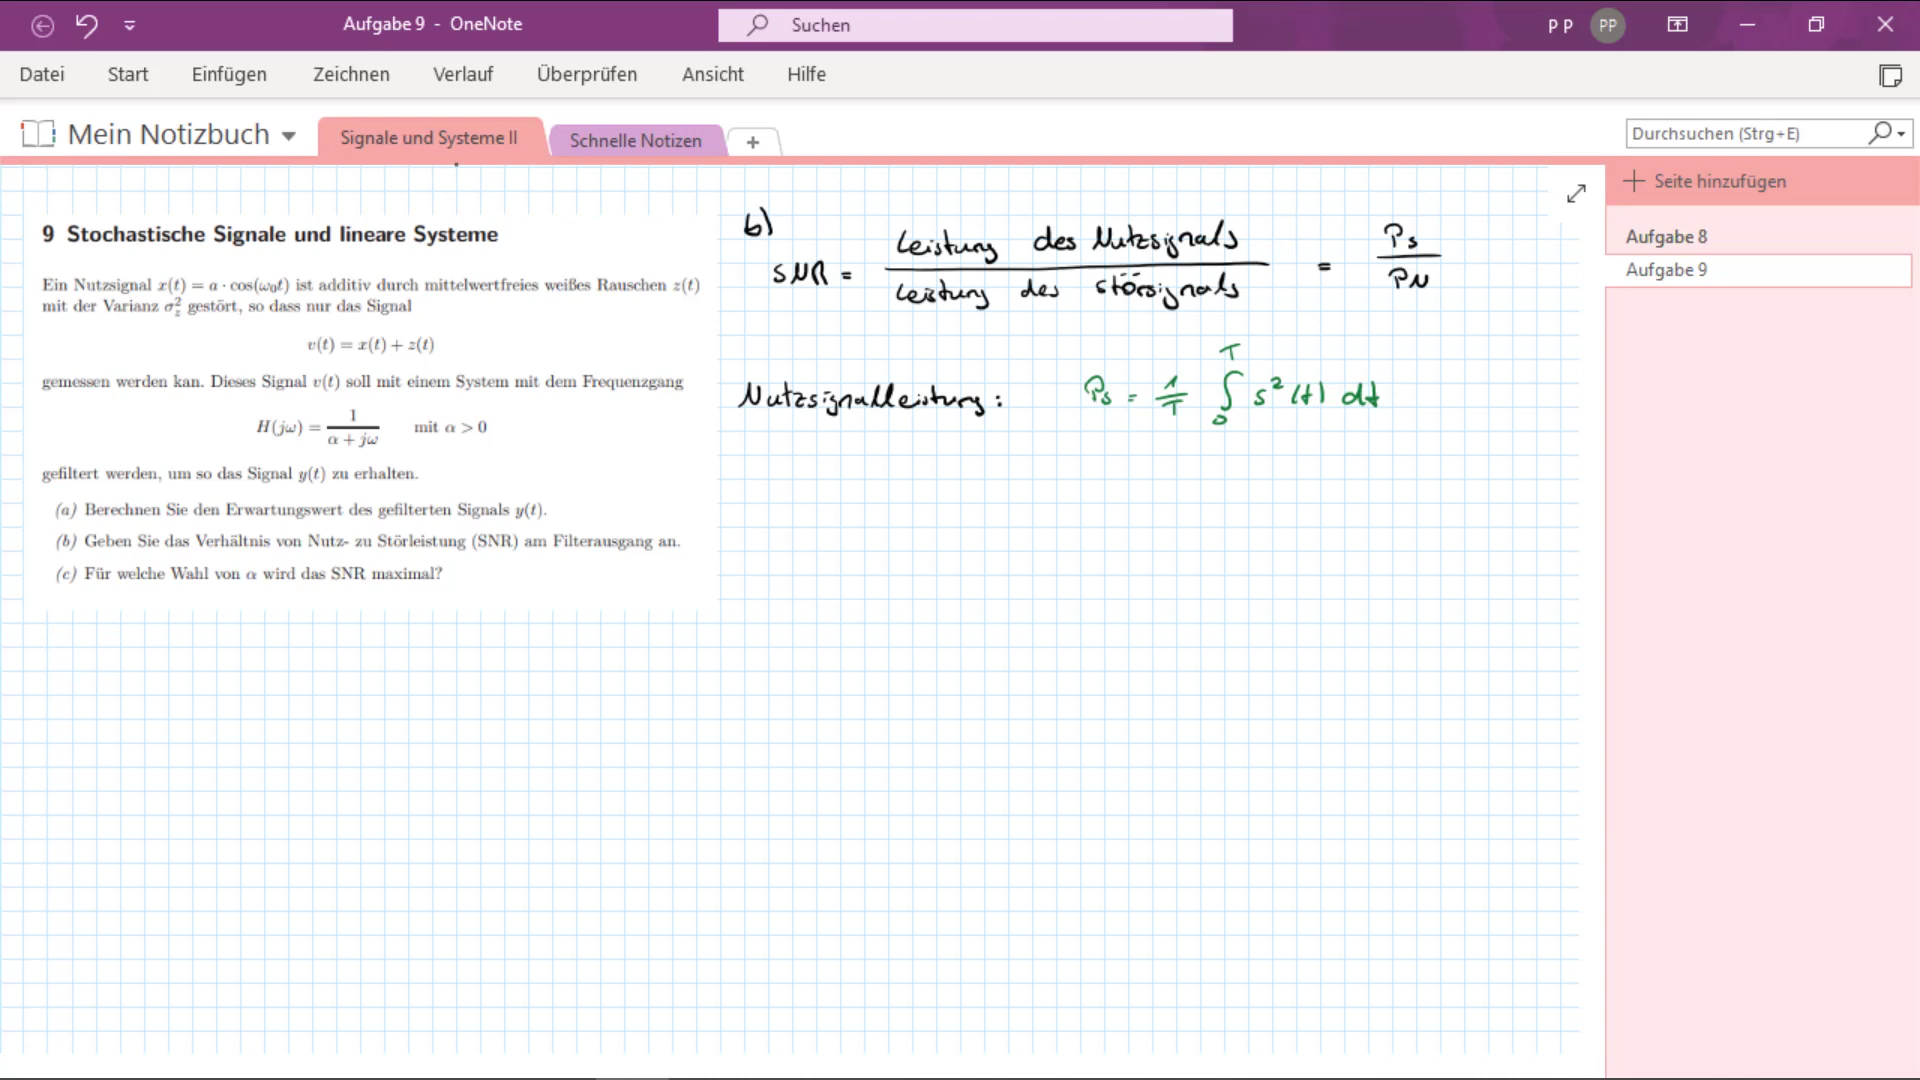 Aufgabe 9 - OneNote
Suchen
P P
PP
Datei Start Einfügen Zeichnen Verlauf Überprüfen Ansicht Hilfe
Mein Notizbuch
Signale und Systeme II
Schnelle Notizen
+
Durchsuchen (Strg+E)
Seite hinzufügen
Aufgabe 8
Aufgabe 9
9 Stochastische Signale und lineare Systeme
Ein Nutzsignal x(t) = a · cos(ω₀t) ist additiv durch mittelwertfreies weißes Rauschen z(t)
mit der Varianz σ_z² gestört, so dass nur das Signal
v(t) = x(t) + z(t)
gemessen werden kan. Dieses Signal v(t) soll mit einem System mit dem Frequenzgang
H(jω) = 1 / (α + jω) mit α > 0
gefiltert werden, um so das Signal y(t) zu erhalten.
(a) Berechnen Sie den Erwartungswert des gefilterten Signals y(t).
(b) Geben Sie das Verhältnis von Nutz- zu Störleistung (SNR) am Filterausgang an.
(c) Für welche Wahl von α wird das SNR maximal?
b)
SNR = Leistung des Nutzsignals / Leistung des Störsignals = Ps / PN
Nutzsignalleistung: Ps = 1/T ∫₀ᵀ s²(t) dt